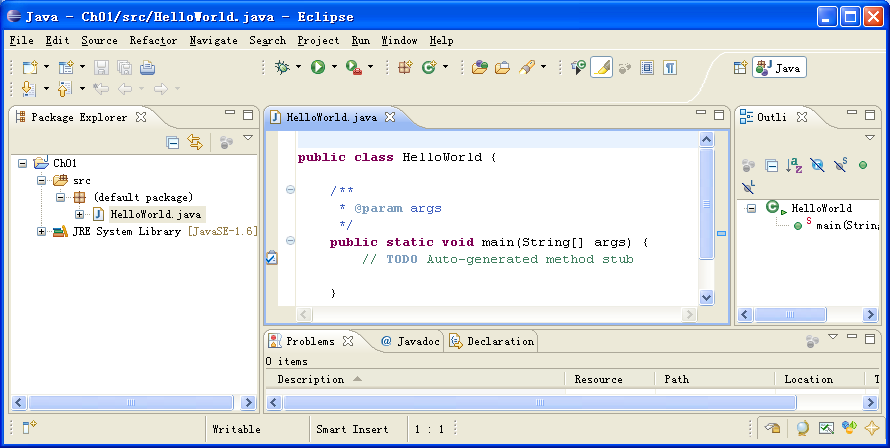 Java - Ch01/src/HelloWorld.java - Eclipse
File Edit Source Refactor Navigate Search Project Run Window Help
Java
Package Explorer
Ch01
src
(default package)
HelloWorld.java
JRE System Library [JavaSE-1.6]
HelloWorld.java
public class HelloWorld {
/**
* @param args
*/
public static void main(String[] args) {
// TODO Auto-generated method stub
}
Outli
HelloWorld
main(Strin
Problems @ Javadoc Declaration
0 items
Description Resource Path Location T
Writable Smart Insert 1 : 1